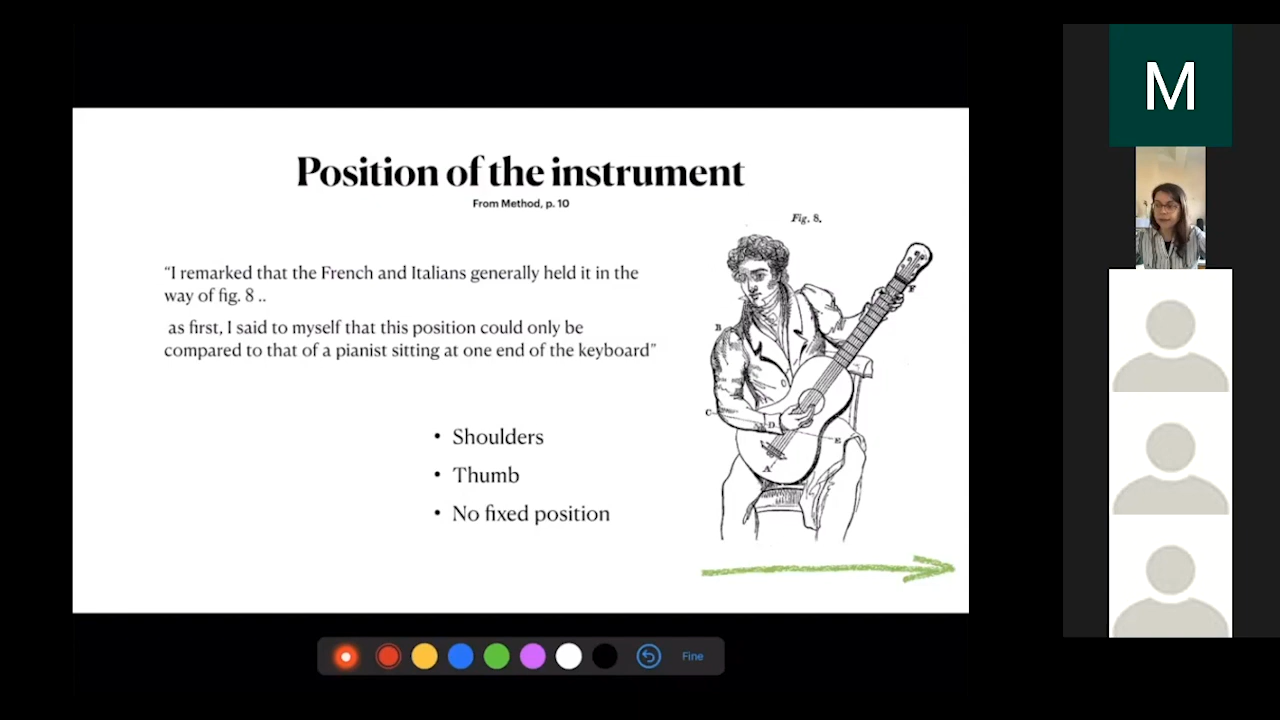 Position of the instrument
From Method, p. 10
Fig. 8.
“I remarked that the French and Italians generally held it in the
way of fig. 8 ..
as first, I said to myself that this position could only be
compared to that of a pianist sitting at one end of the keyboard”
• Shoulders
• Thumb
• No fixed position
F
B
C
D
E
A
Fine
M